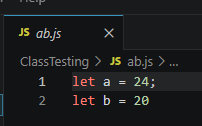 Help
JS ab.js ×
ClassTesting > JS ab.js > ...
1 let a = 24;
2 let b = 20